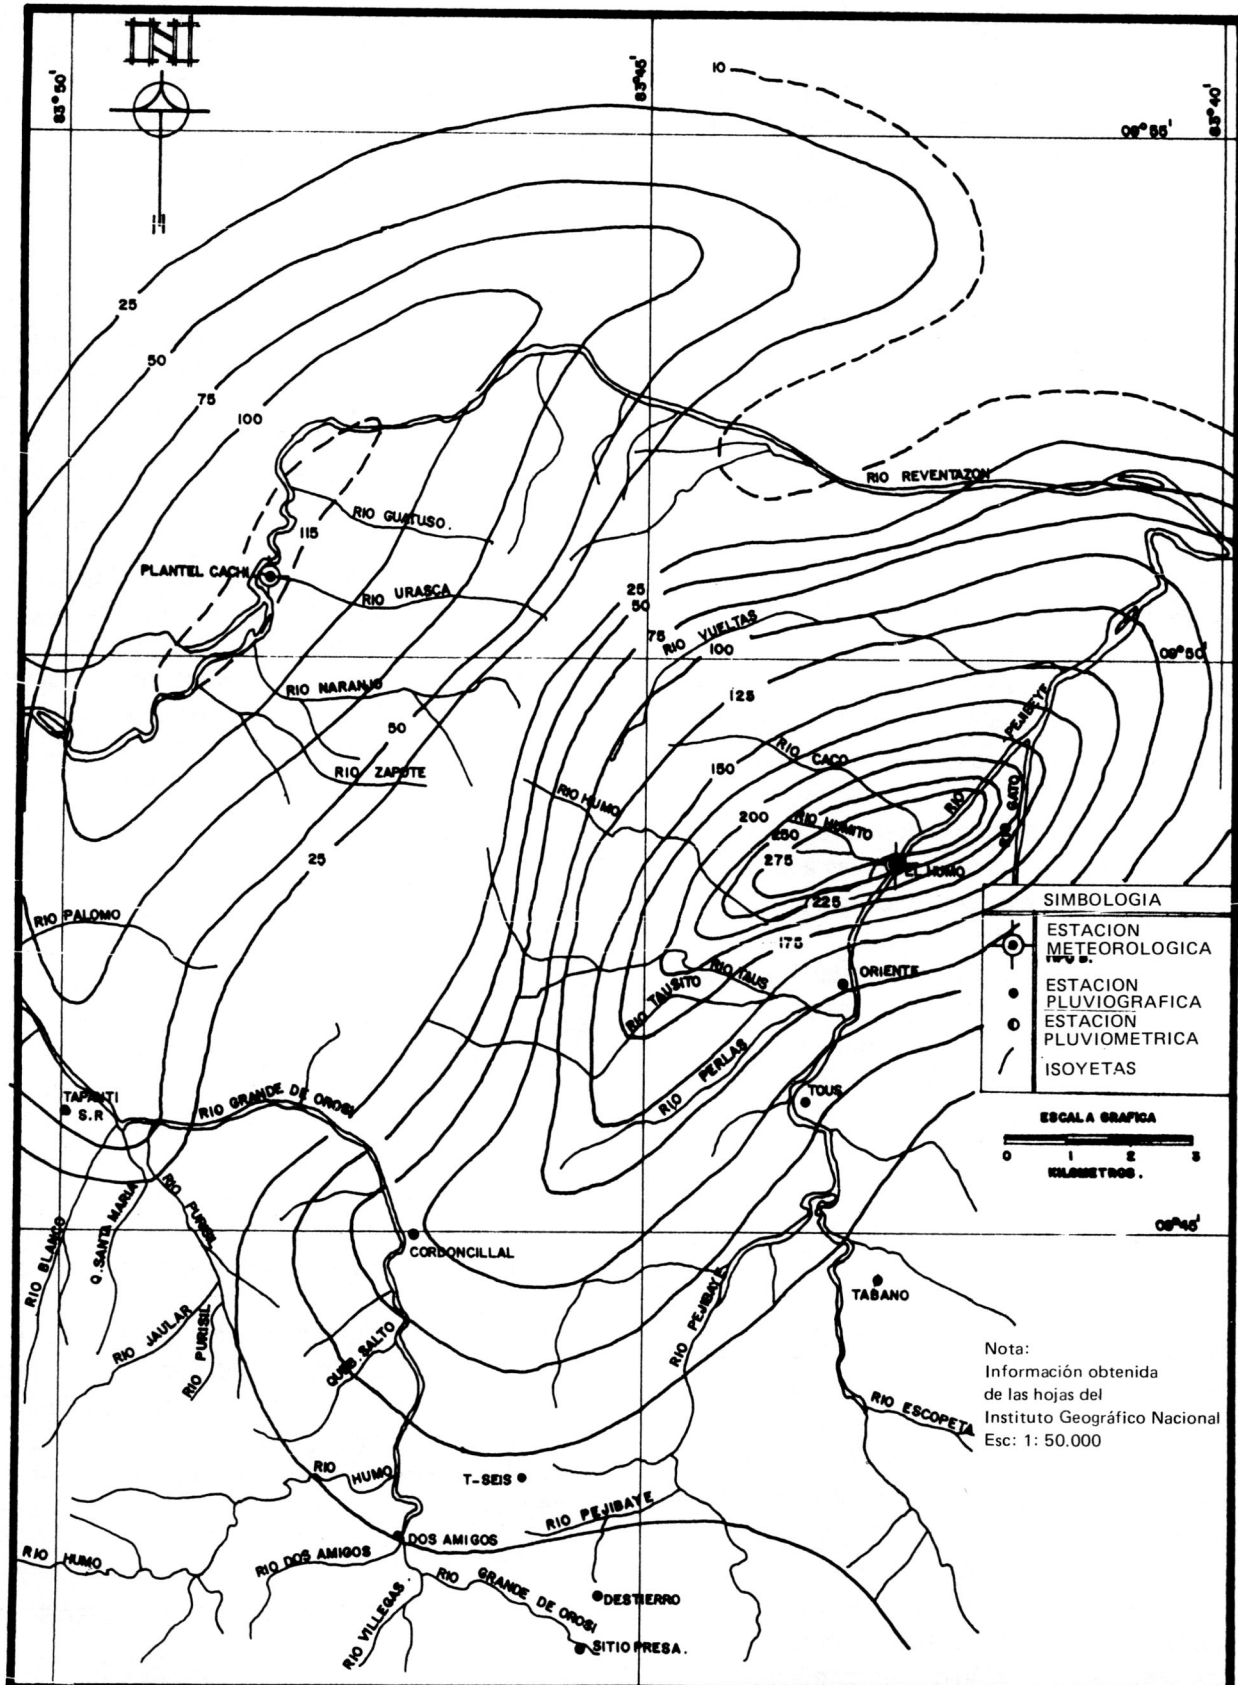 83°50'
83°45'
83°40'
10
09°55'
25
50
75
100
RIO REVENTAZON
RIO GUATUSO.
115
PLANTEL CACHI
RIO URASCA
25
50
75
RIO VUELTAS
100
09°50'
RIO NARANJO
125
50
PEJIBEYE
RIO CACO
RIO ZAPOTE
150
RIO HUMO
RIO
RIO GATO
200
RIO HUMITO
250
275
25
EL HUMO
225
RIO PALOMO
175
ORIENTE
RIO TAUS
RIO TAUSITO
SIMBOLOGIA
ESTACION
METEOROLOGICA
TIPO B.
ESTACION
PLUVIOGRAFICA
ESTACION
PLUVIOMETRICA
ISOYETAS
RIO PERLAS
TOUS
TAPANTI
S.R
RIO GRANDE DE OROSI
ESCALA GRAFICA
0 1 2 3
KILOMETROS.
RIO PURISIL
Q. SANTA MARIA
RIO BLANCO
09°45'
CORDONCILLAL
TABANO
RIO PEJIBAYE
RIO JAULAR
RIO PURISIL
QUEB. SALTO
Nota:
Información obtenida
de las hojas del
Instituto Geográfico Nacional
Esc: 1: 50.000
RIO ESCOPETA
RIO HUMO
T-SEIS
RIO PEJIBAYE
DOS AMIGOS
RIO HUMO
RIO DOS AMIGOS
RIO GRANDE DE OROSI
DESTIERRO
RIO VILLEGAS.
SITIO PRESA.